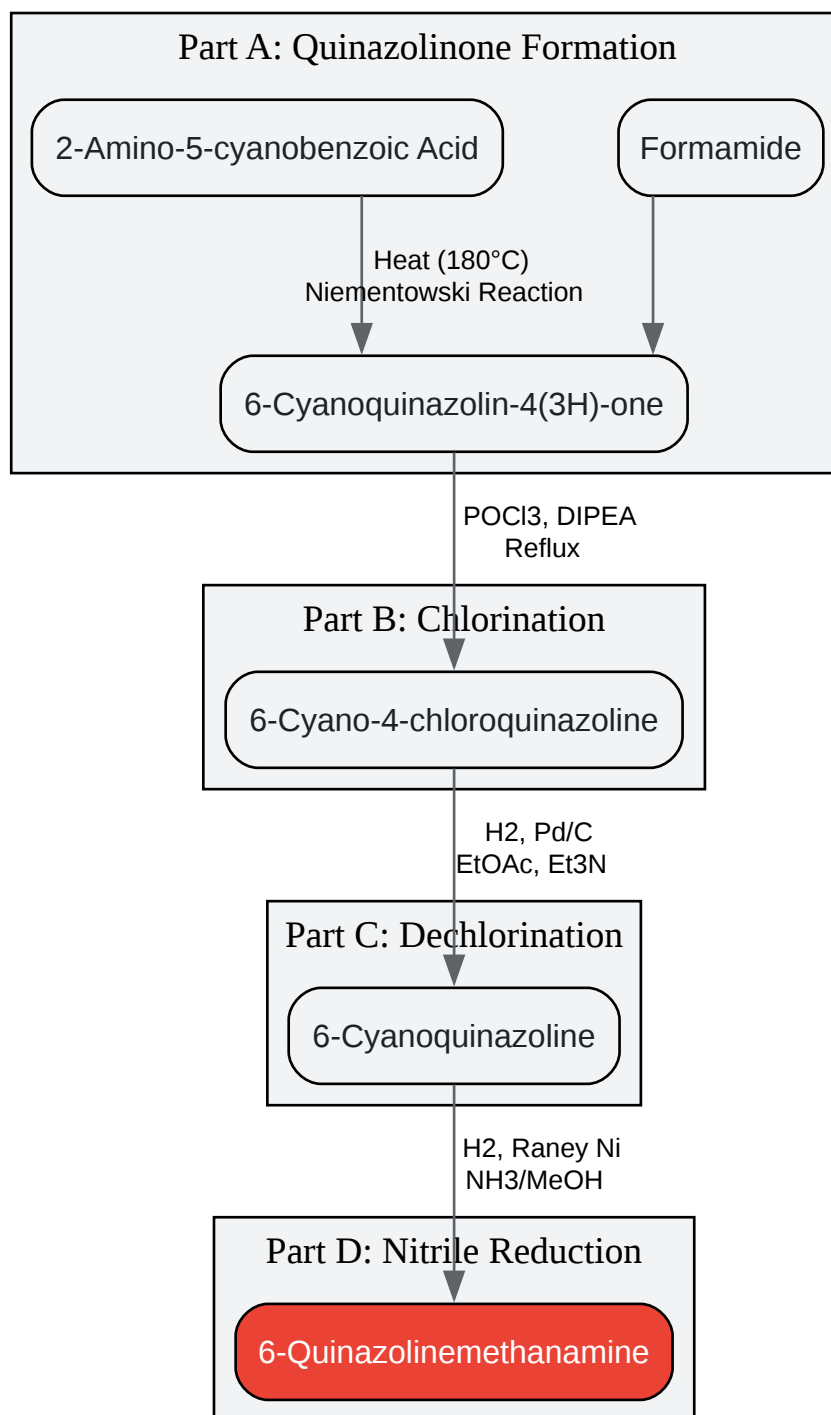 Part A: Quinazolinone Formation
2-Amino-5-cyanobenzoic Acid
Formamide
Heat (180°C)
Niementowski Reaction
6-Cyanoquinazolin-4(3H)-one
POCl3, DIPEA
Reflux
Part B: Chlorination
6-Cyano-4-chloroquinazoline
H2, Pd/C
EtOAc, Et3N
Part C: Dechlorination
6-Cyanoquinazoline
H2, Raney Ni
NH3/MeOH
Part D: Nitrile Reduction
6-Quinazolinemethanamine